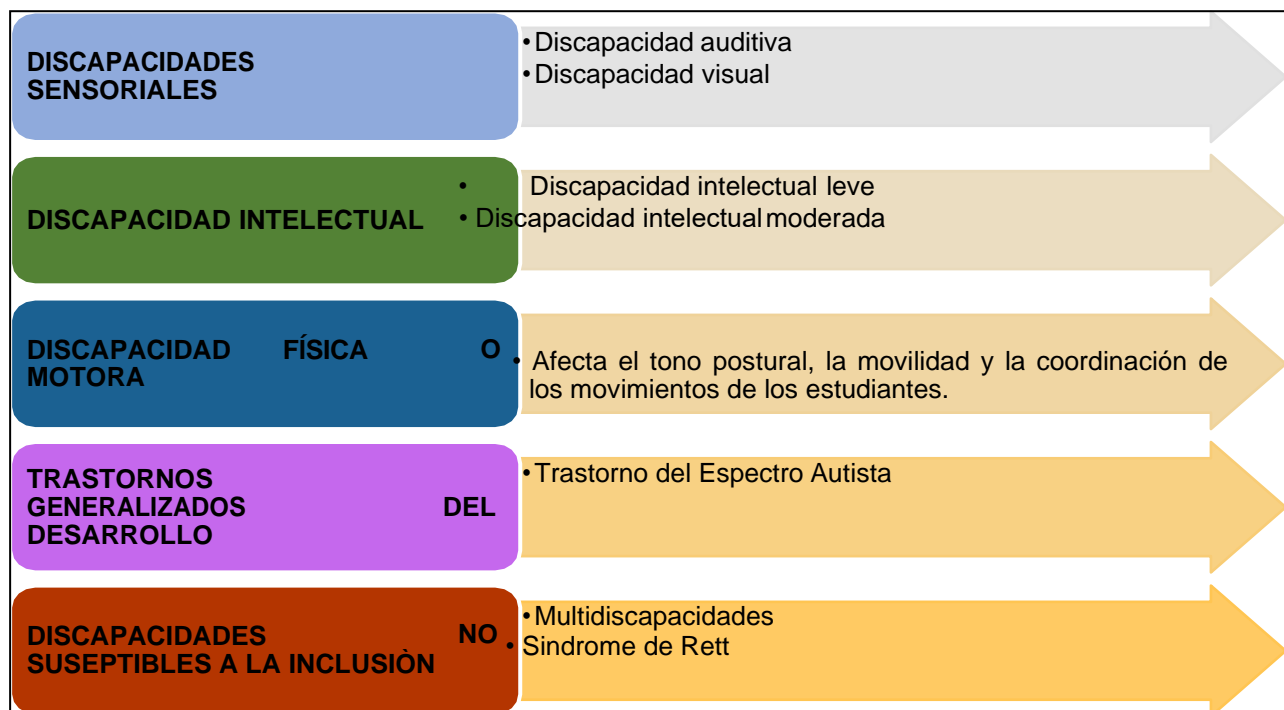 DISCAPACIDADES
SENSORIALES
•Discapacidad auditiva
•Discapacidad visual
DISCAPACIDAD INTELECTUAL
• Discapacidad intelectual leve
• Discapacidad intelectual moderada
DISCAPACIDAD FÍSICA O
MOTORA
• Afecta el tono postural, la movilidad y la coordinación de
los movimientos de los estudiantes.
TRASTORNOS
GENERALIZADOS DEL
DESARROLLO
•Trastorno del Espectro Autista
DISCAPACIDADES NO
SUSEPTIBLES A LA INCLUSIÒN
•Multidiscapacidades
• Sindrome de Rett